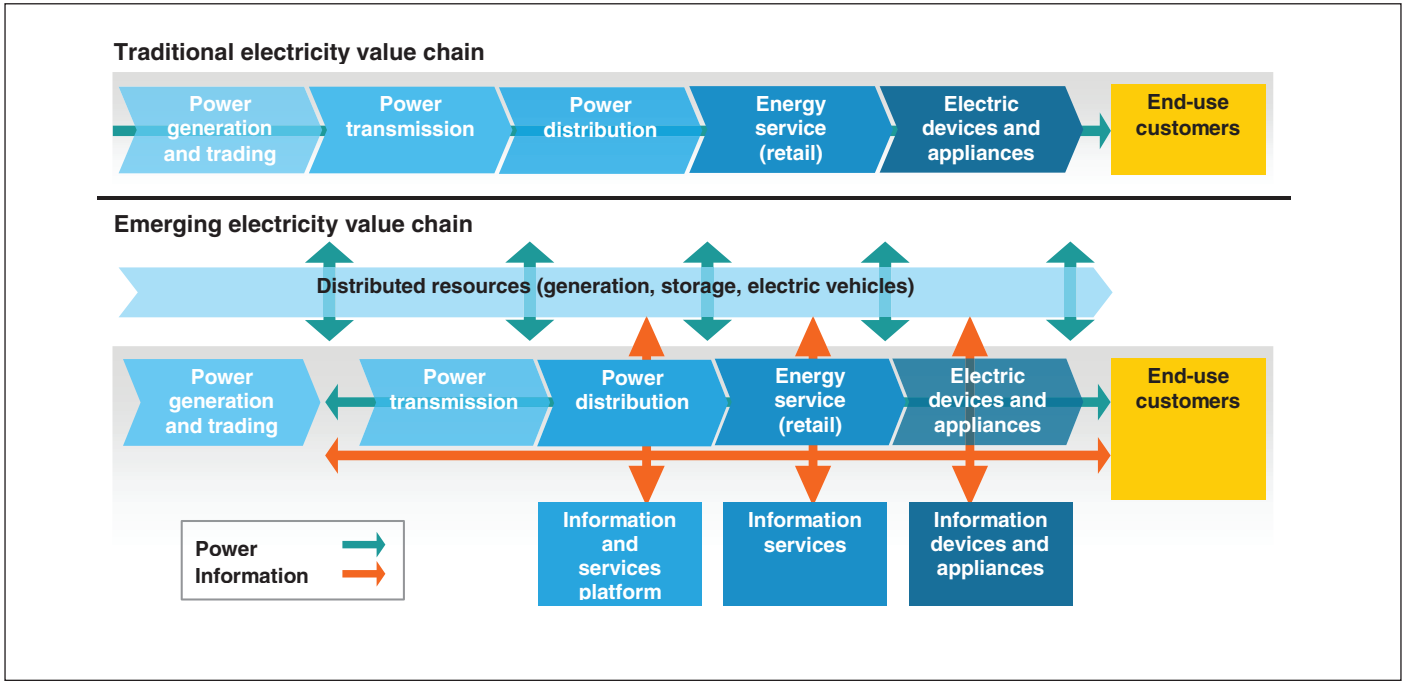 Traditional electricity value chain
Power
generation
and trading
Power
transmission
Power
distribution
Energy
service
(retail)
Electric
devices and
appliances
End-use
customers
Emerging electricity value chain
Distributed resources (generation, storage, electric vehicles)
Power
generation
and trading
Power
transmission
Power
distribution
Energy
service
(retail)
Electric
devices and
appliances
End-use
customers
Information
and
services
platform
Information
services
Information
devices and
appliances
Power
Information